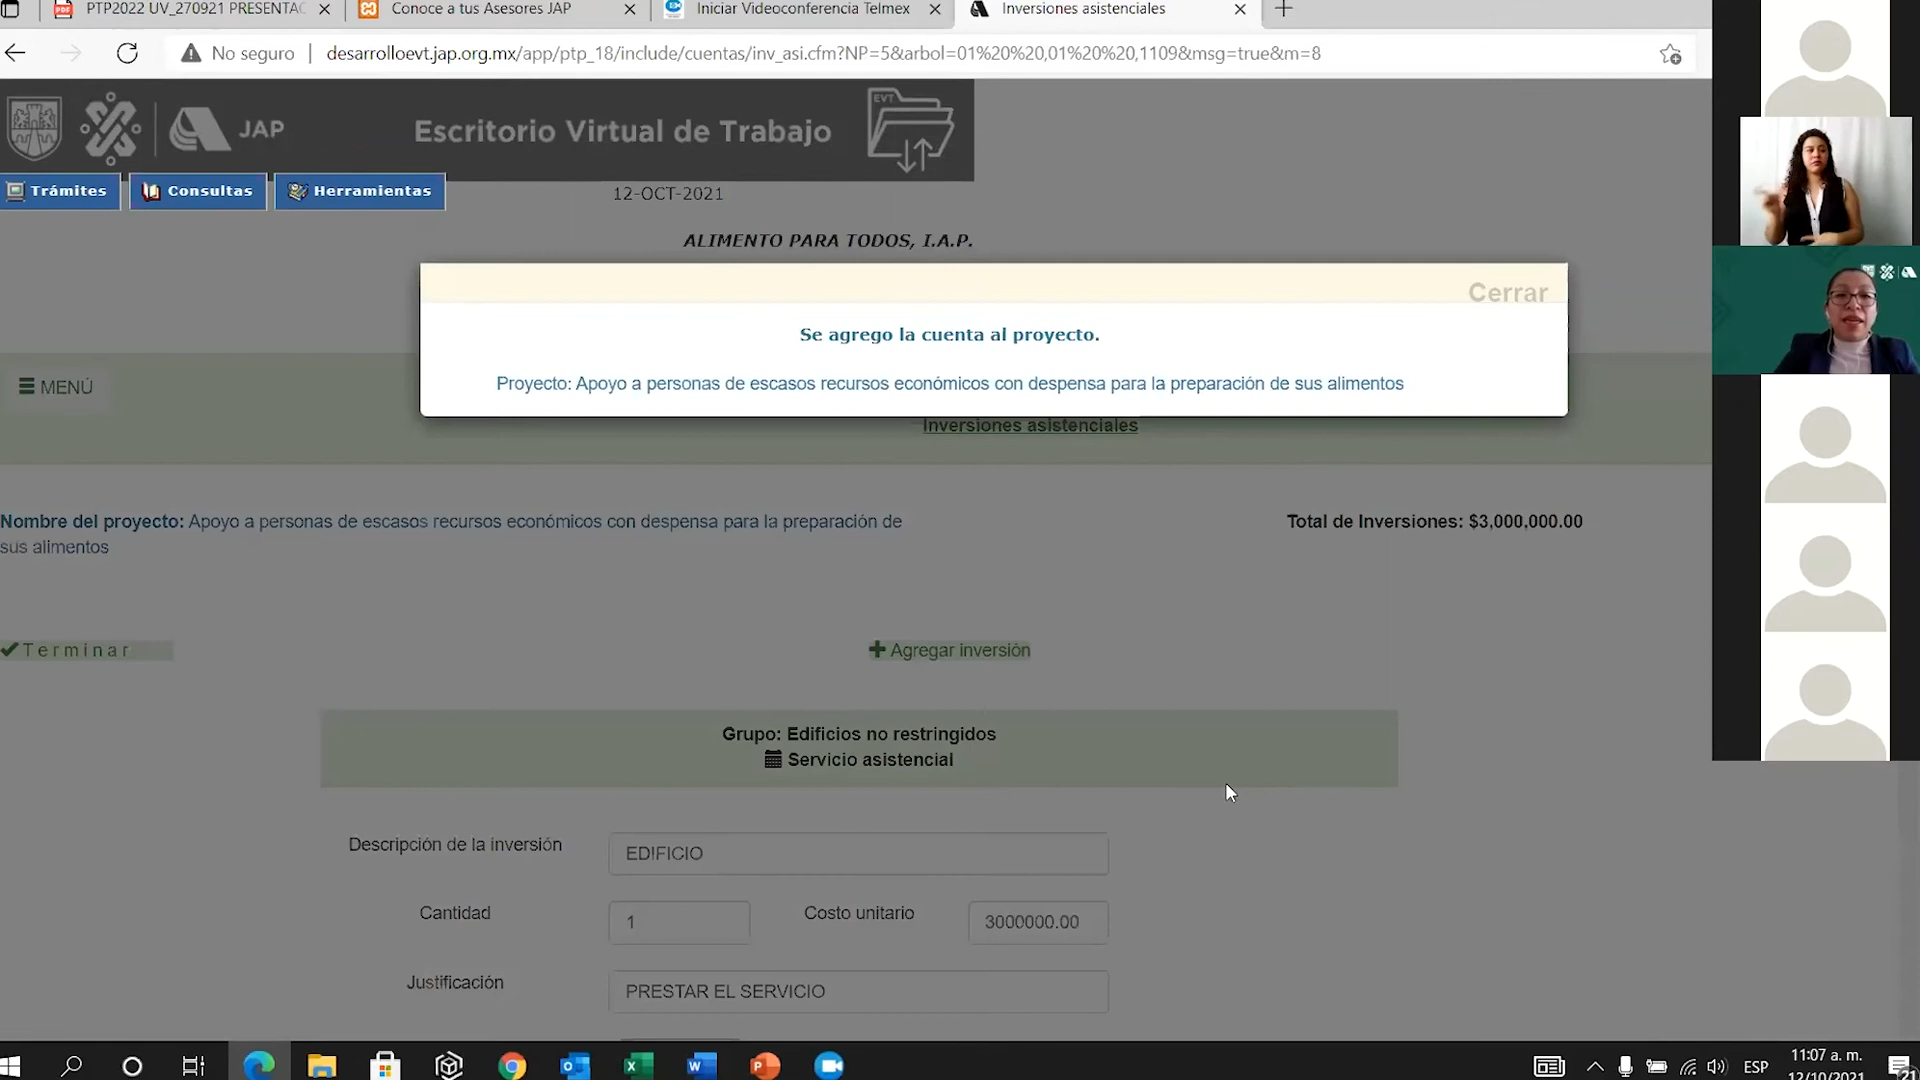 PTP2022 UV_270921 PRESENTAC
Conoce a tus Asesores JAP
Iniciar Videoconferencia Telmex
Inversiones asistenciales
No seguro
desarrolloevt.jap.org.mx/app/ptp_18/include/cuentas/inv_asi.cfm?NP=5&arbol=01%20%20,01%20%20,1109&msg=true&m=8
JAP
Escritorio Virtual de Trabajo
EVT
Trámites
Consultas
Herramientas
12-OCT-2021
ALIMENTO PARA TODOS, I.A.P.
Cerrar
Se agrego la cuenta al proyecto.
Proyecto: Apoyo a personas de escasos recursos económicos con despensa para la preparación de sus alimentos
MENÚ
Inversiones asistenciales
Nombre del proyecto: Apoyo a personas de escasos recursos económicos con despensa para la preparación de
sus alimentos
Total de Inversiones: $3,000,000.00
Terminar
Agregar inversión
Grupo: Edificios no restringidos
Servicio asistencial
Descripción de la inversión
EDIFICIO
Cantidad
1
Costo unitario
3000000.00
Justificación
PRESTAR EL SERVICIO
ESP
11:07 a. m.
12/10/2021
21